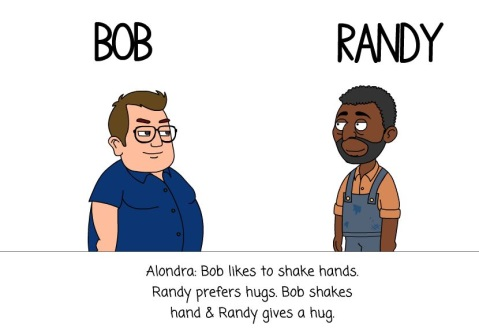 BOB
RANDY
Alondra: Bob likes to shake hands.
Randy prefers hugs. Bob shakes
hand & Randy gives a hug.